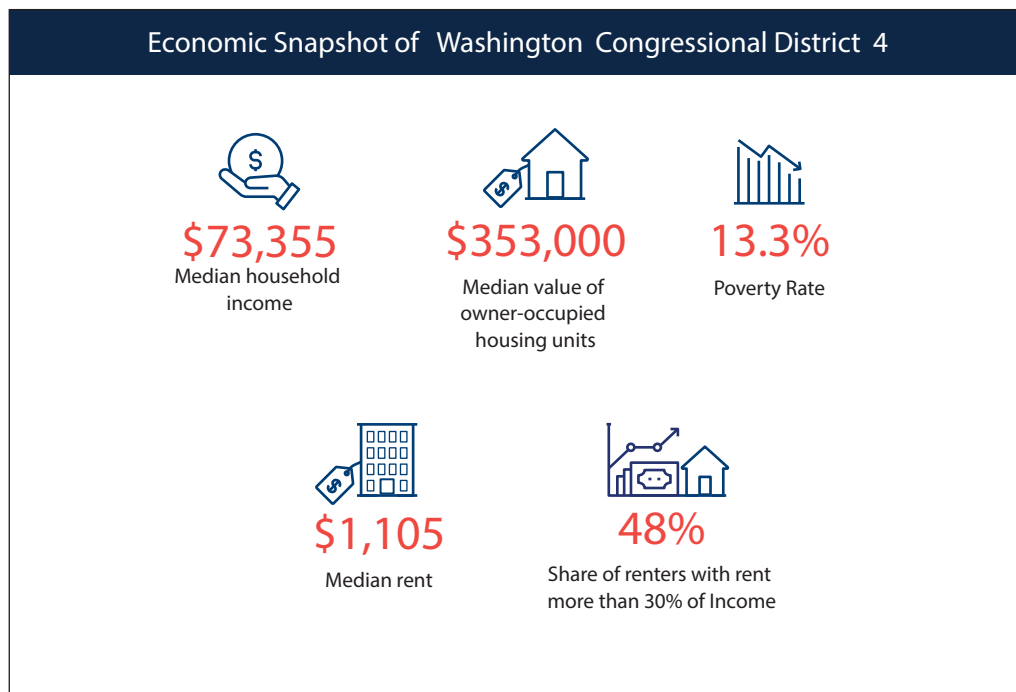 Economic Snapshot of Washington Congressional District 4
$
$
$73,355
$353,000
13.3%
Median household
income
Median value of
owner-occupied
housing units
Poverty Rate
$
$1,105
48%
Median rent
Share of renters with rent
more than 30% of Income